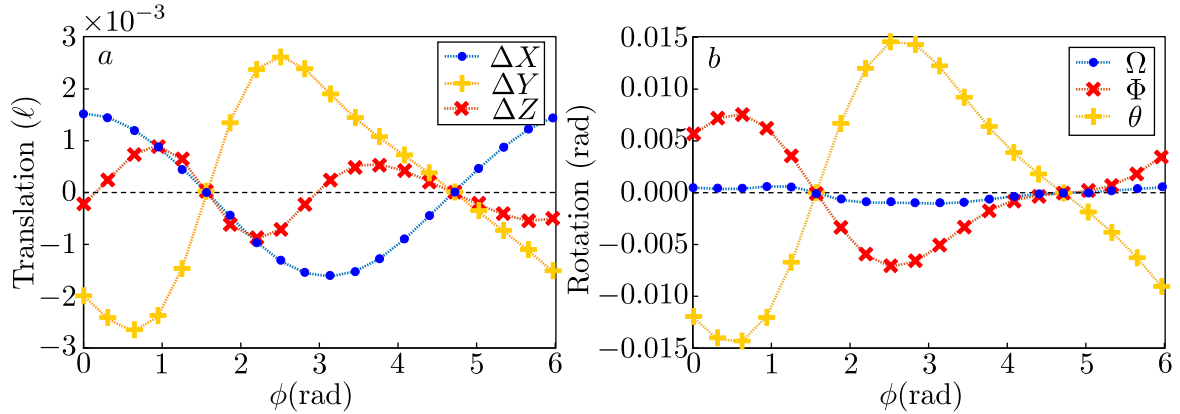 ×10⁻³
3
2
1
0
−1
−2
−3
0
1
2
3
4
5
6
Translation (ℓ)
ϕ(rad)
a
ΔX
ΔY
ΔZ
0.015
0.010
0.005
0.000
−0.005
−0.010
−0.015
0
1
2
3
4
5
6
Rotation (rad)
ϕ(rad)
b
Ω
Φ
θ